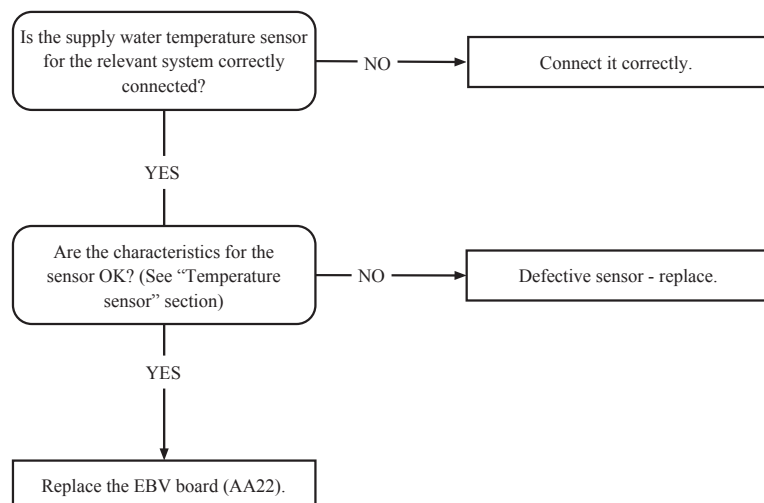 Is the supply water temperature sensor
for the relevant system correctly
connected?
NO
Connect it correctly.
YES
Are the characteristics for the
sensor OK? (See “Temperature
sensor” section)
NO
Defective sensor - replace.
YES
Replace the EBV board (AA22).